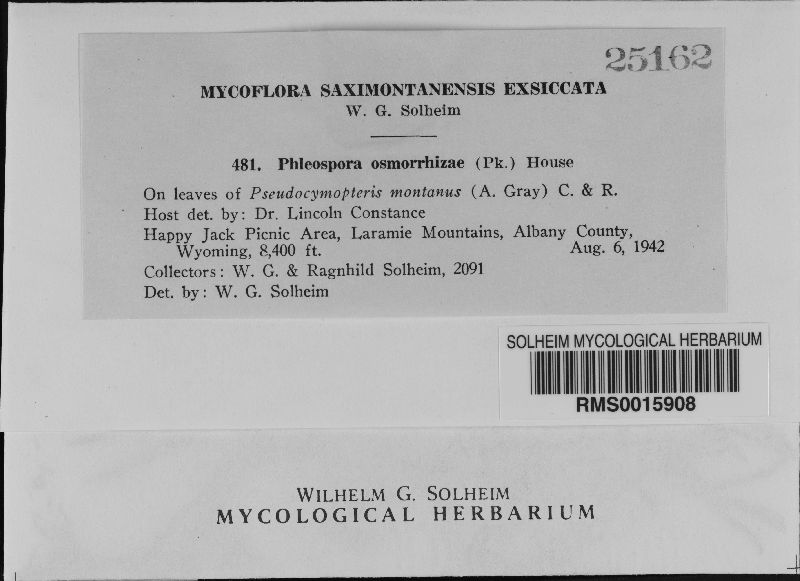 25162
MYCOFLORA SAXIMONTANENSIS EXSICCATA
W. G. Solheim
481. Phleospora osmorrhizae (Pk.) House
On leaves of Pseudocymopteris montanus (A. Gray) C. & R.
Host det. by: Dr. Lincoln Constance
Happy Jack Picnic Area, Laramie Mountains, Albany County,
Wyoming, 8,400 ft. Aug. 6, 1942
Collectors: W. G. & Ragnhild Solheim, 2091
Det. by: W. G. Solheim
SOLHEIM MYCOLOGICAL HERBARIUM
RMS0015908
WILHELM G. SOLHEIM
MYCOLOGICAL HERBARIUM